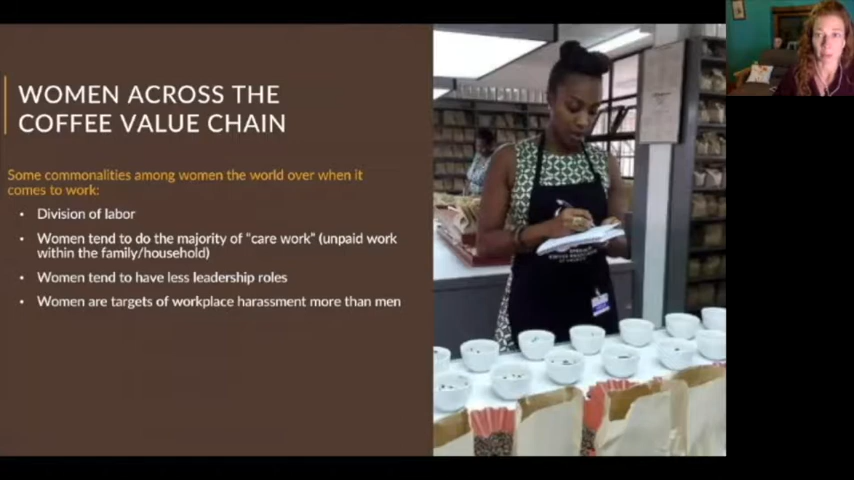 WOMEN ACROSS THE
COFFEE VALUE CHAIN
Some commonalities among women the world over when it
comes to work:
• Division of labor
• Women tend to do the majority of "care work" (unpaid work
within the family/household)
• Women tend to have less leadership roles
• Women are targets of workplace harassment more than men